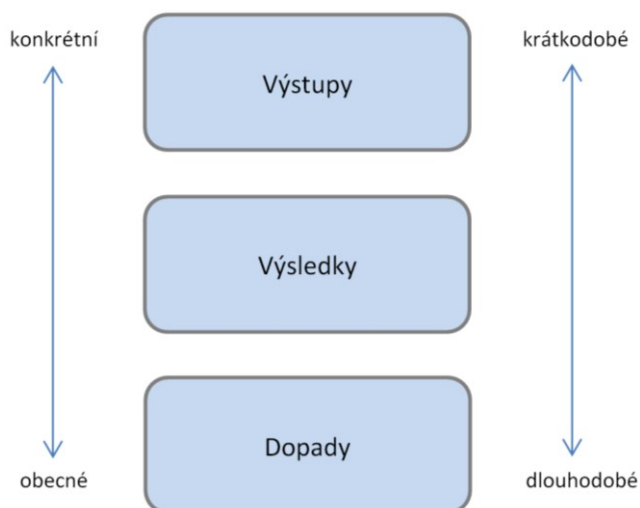 konkrétní
krátkodobé
Výstupy
Výsledky
Dopady
obecné
dlouhodobé